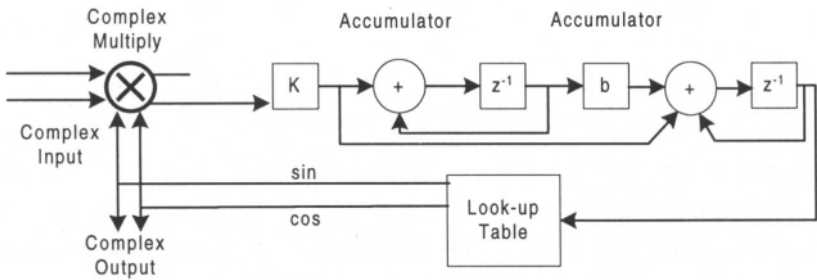 Complex
Multiply
Accumulator
Accumulator
K
+
z⁻¹
b
+
z⁻¹
Complex
Input
sin
cos
Look-up
Table
Complex
Output